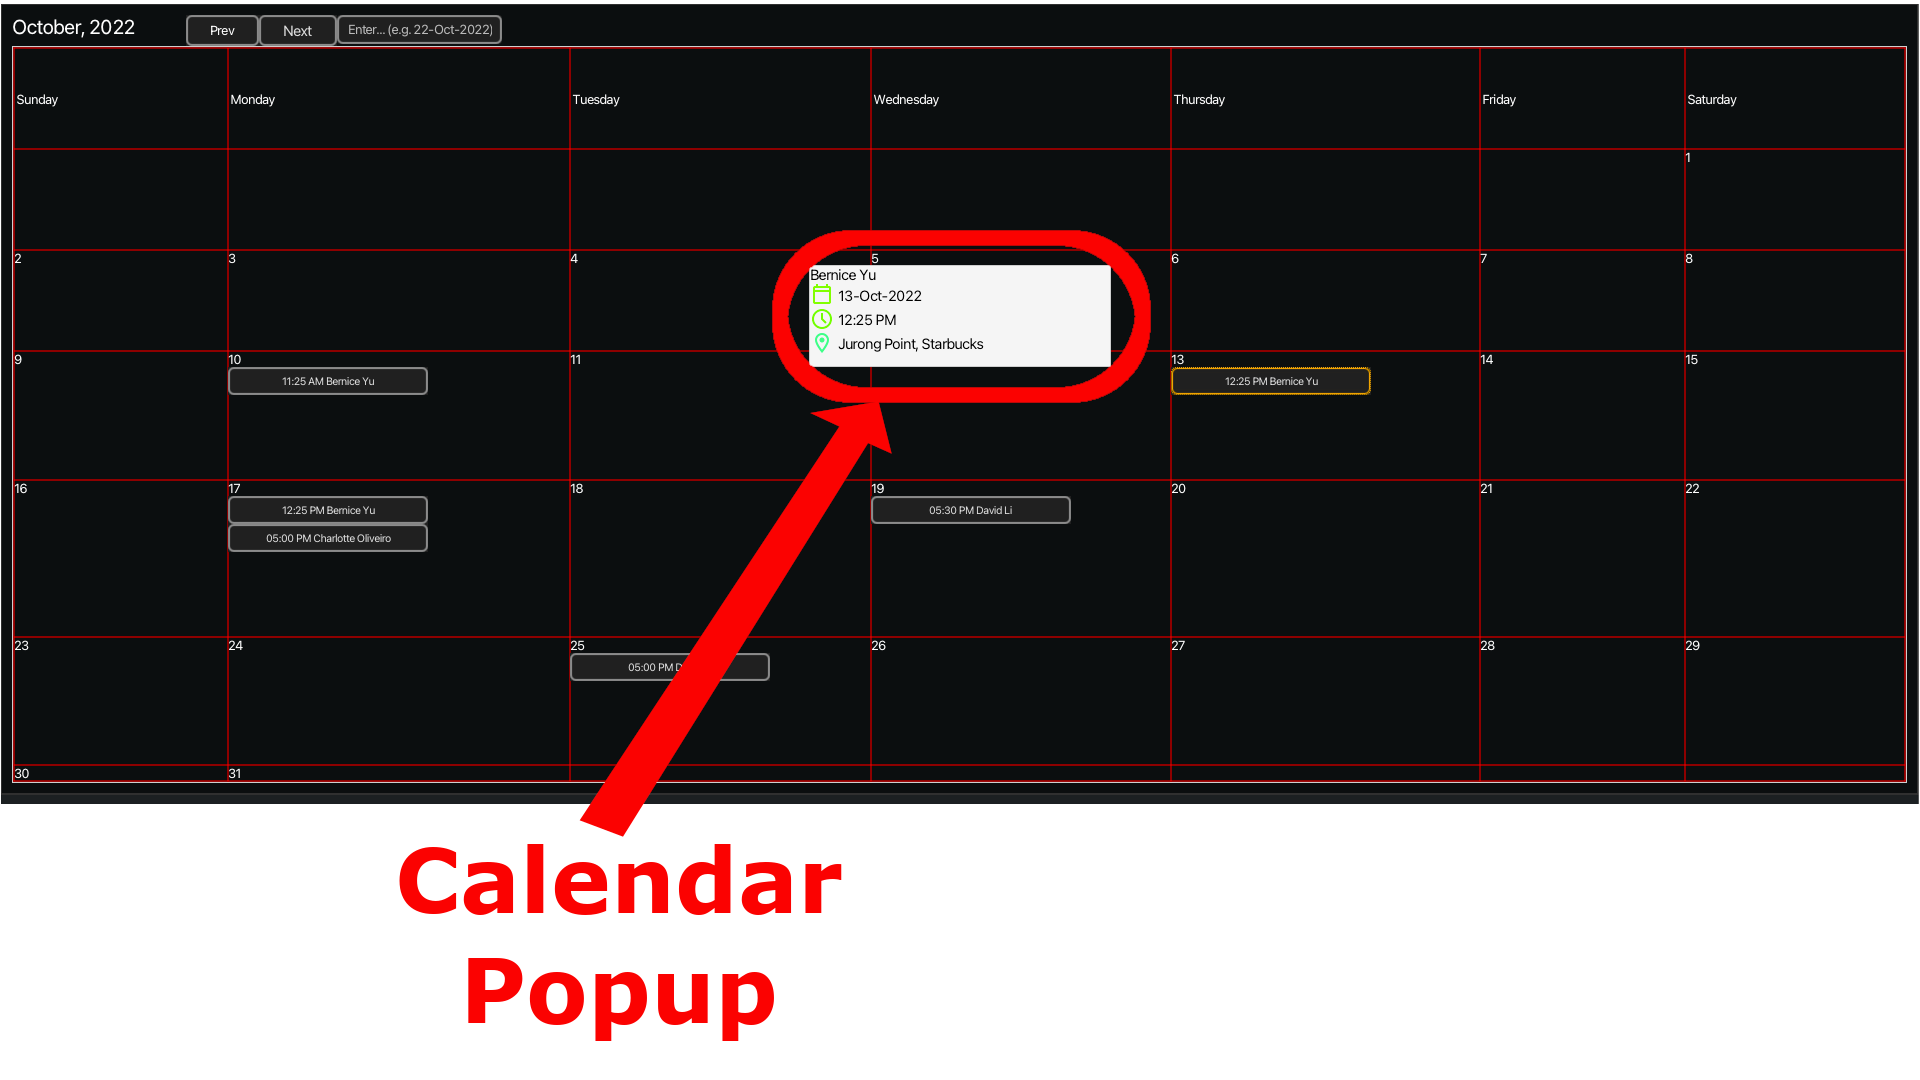 October, 2022 Prev Next Enter... (e.g. 22-Oct-2022)
Sunday Monday Tuesday Wednesday Thursday Friday Saturday
1
2 3 4 5 6 7 8
Bernice Yu
13-Oct-2022
12:25 PM
Jurong Point, Starbucks
9 10 11 13 14 15
11:25 AM Bernice Yu 12:25 PM Bernice Yu
16 17 18 19 20 21 22
12:25 PM Bernice Yu 05:30 PM David Li
05:00 PM Charlotte Oliveiro
23 24 25 26 27 28 29
05:00 PM
30 31
Calendar
Popup